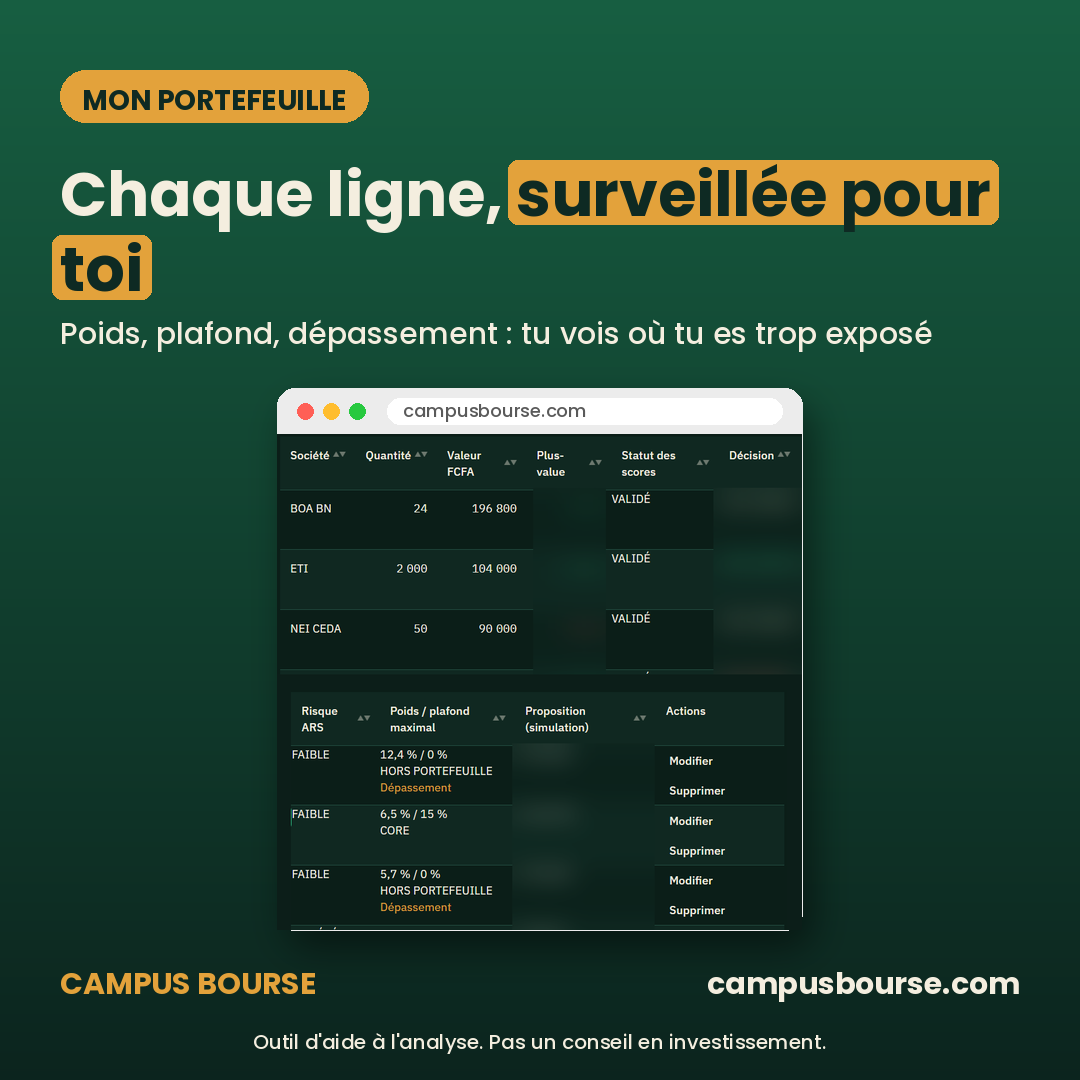 MON PORTEFEUILLE
Chaque ligne, surveillée pour
toi
Poids, plafond, dépassement : tu vois où tu es trop exposé
campusbourse.com
Société Quantité Valeur FCFA Plus-value Statut des scores Décision
BOA BN 24 196 800 VALIDÉ
ETI 2 000 104 000 VALIDÉ
NEI CEDA 50 90 000 VALIDÉ
Risque ARS Poids / plafond maximal Proposition (simulation) Actions
FAIBLE 12,4 % / 0 % Modifier
HORS PORTEFEUILLE
Dépassement Supprimer
FAIBLE 6,5 % / 15 % Modifier
CORE
Supprimer
FAIBLE 5,7 % / 0 % Modifier
HORS PORTEFEUILLE
Dépassement Supprimer
CAMPUS BOURSE campusbourse.com
Outil d'aide à l'analyse. Pas un conseil en investissement.